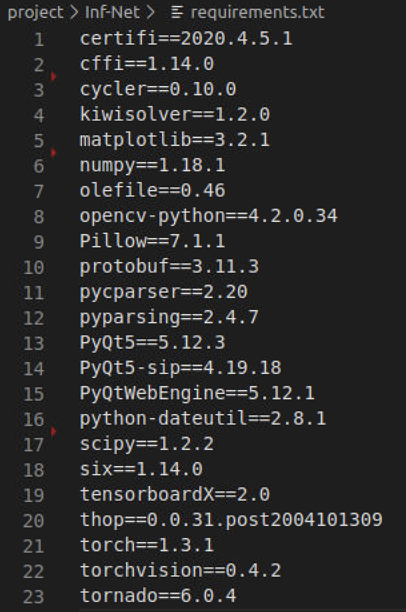 project > Inf-Net > requirements.txt
1 certifi==2020.4.5.1
2 cffi==1.14.0
3 cycler==0.10.0
4 kiwisolver==1.2.0
5 matplotlib==3.2.1
6 numpy==1.18.1
7 olefile==0.46
8 opencv-python==4.2.0.34
9 Pillow==7.1.1
10 protobuf==3.11.3
11 pycparser==2.20
12 pyparsing==2.4.7
13 PyQt5==5.12.3
14 PyQt5-sip==4.19.18
15 PyQtWebEngine==5.12.1
16 python-dateutil==2.8.1
17 scipy==1.2.2
18 six==1.14.0
19 tensorboardX==2.0
20 thop==0.0.31.post2004101309
21 torch==1.3.1
22 torchvision==0.4.2
23 tornado==6.0.4